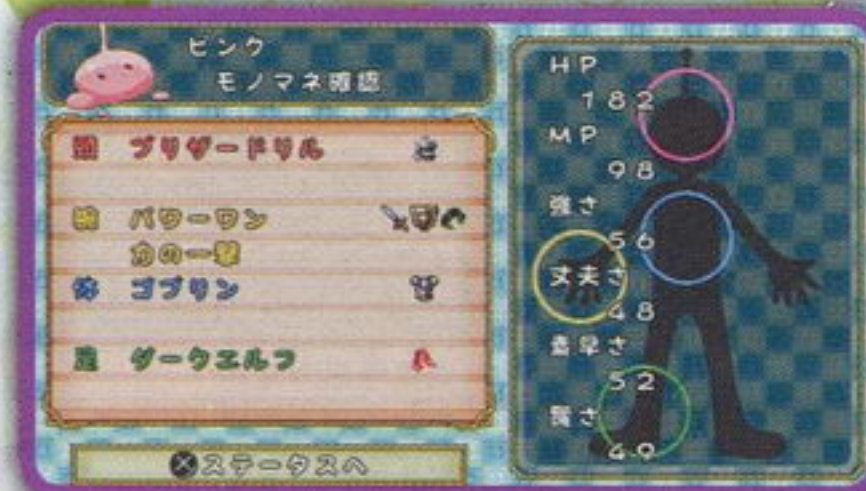 ピンク
モノマネ確認
頭 ブリザードリル
腕 パワーワン
力の一撃
体 ゴブリン
足 ダークエルフ
×ステータスへ
HP
182
MP
98
強さ
56
丈夫さ
48
素早さ
52
賢さ
49